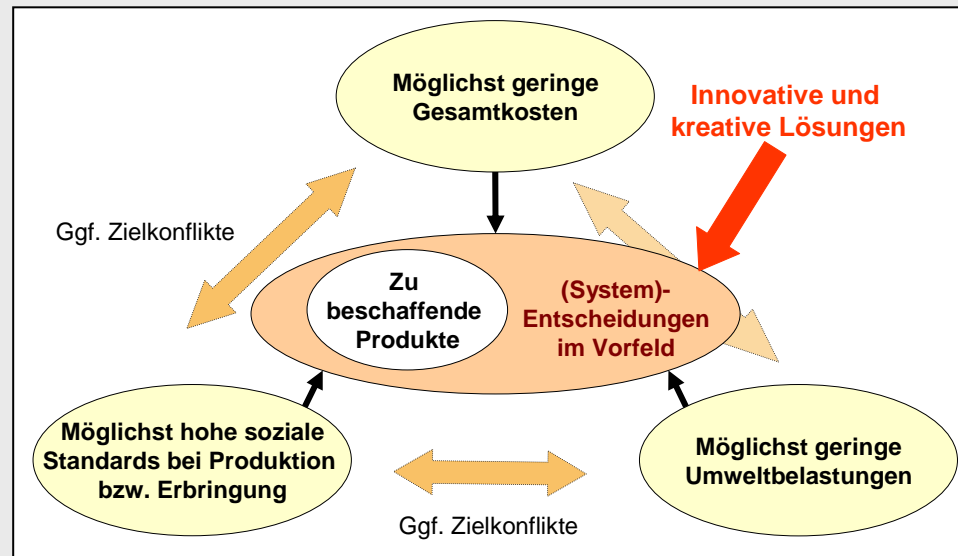 Möglichst geringe
Gesamtkosten
Innovative und
kreative Lösungen
Ggf. Zielkonflikte
Zu
beschaffende
Produkte
(System)-
Entscheidungen
im Vorfeld
Möglichst hohe soziale
Standards bei Produktion
bzw. Erbringung
Möglichst geringe
Umweltbelastungen
Ggf. Zielkonflikte